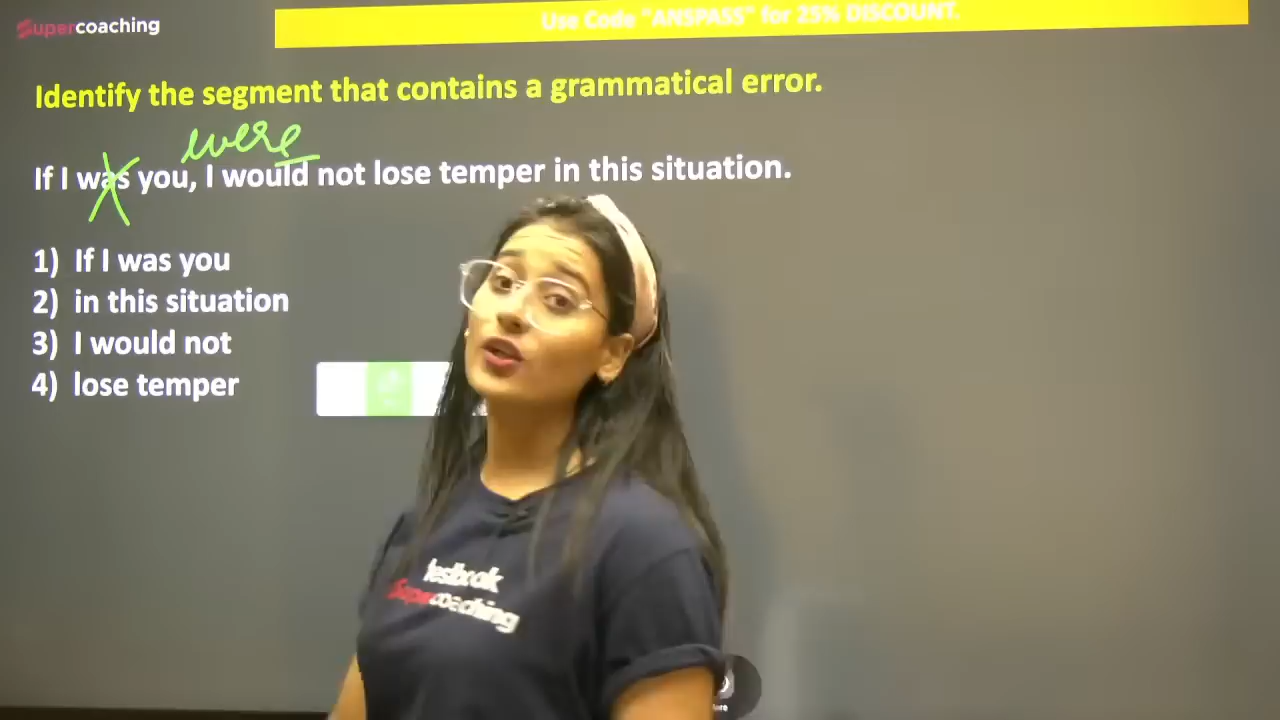 Supercoaching
Use Code "ANSPASS" for 25% DISCOUNT.
Identify the segment that contains a grammatical error.
were
If I was you, I would not lose temper in this situation.
1) If I was you
2) in this situation
3) I would not
4) lose temper
testbook
Supercoaching